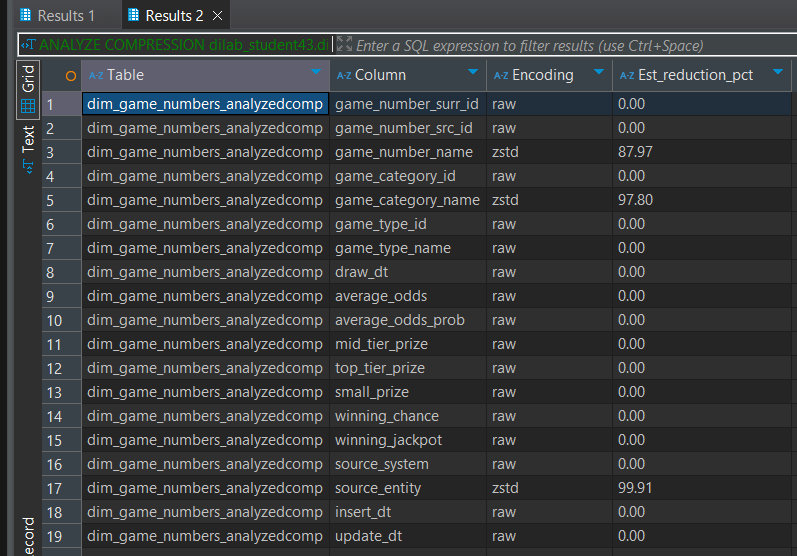 Results 1 Results 2
ANALYZE COMPRESSION dilab_student43.di Enter a SQL expression to filter results (use Ctrl+Space)
Grid
Text
Record
A-Z Table A-Z Column A-Z Encoding A-Z Est_reduction_pct
1 dim_game_numbers_analyzedcomp game_number_surr_id raw 0.00
2 dim_game_numbers_analyzedcomp game_number_src_id raw 0.00
3 dim_game_numbers_analyzedcomp game_number_name zstd 87.97
4 dim_game_numbers_analyzedcomp game_category_id raw 0.00
5 dim_game_numbers_analyzedcomp game_category_name zstd 97.80
6 dim_game_numbers_analyzedcomp game_type_id raw 0.00
7 dim_game_numbers_analyzedcomp game_type_name raw 0.00
8 dim_game_numbers_analyzedcomp draw_dt raw 0.00
9 dim_game_numbers_analyzedcomp average_odds raw 0.00
10 dim_game_numbers_analyzedcomp average_odds_prob raw 0.00
11 dim_game_numbers_analyzedcomp mid_tier_prize raw 0.00
12 dim_game_numbers_analyzedcomp top_tier_prize raw 0.00
13 dim_game_numbers_analyzedcomp small_prize raw 0.00
14 dim_game_numbers_analyzedcomp winning_chance raw 0.00
15 dim_game_numbers_analyzedcomp winning_jackpot raw 0.00
16 dim_game_numbers_analyzedcomp source_system raw 0.00
17 dim_game_numbers_analyzedcomp source_entity zstd 99.91
18 dim_game_numbers_analyzedcomp insert_dt raw 0.00
19 dim_game_numbers_analyzedcomp update_dt raw 0.00